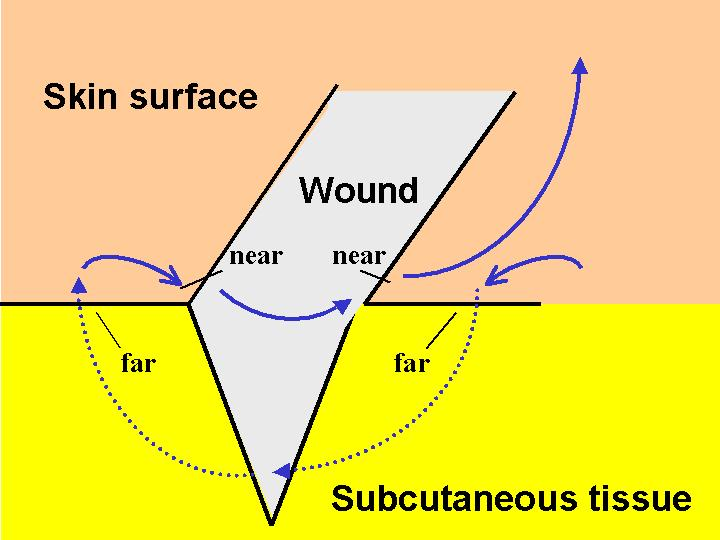 Skin surface
Wound
near near
far far
Subcutaneous tissue